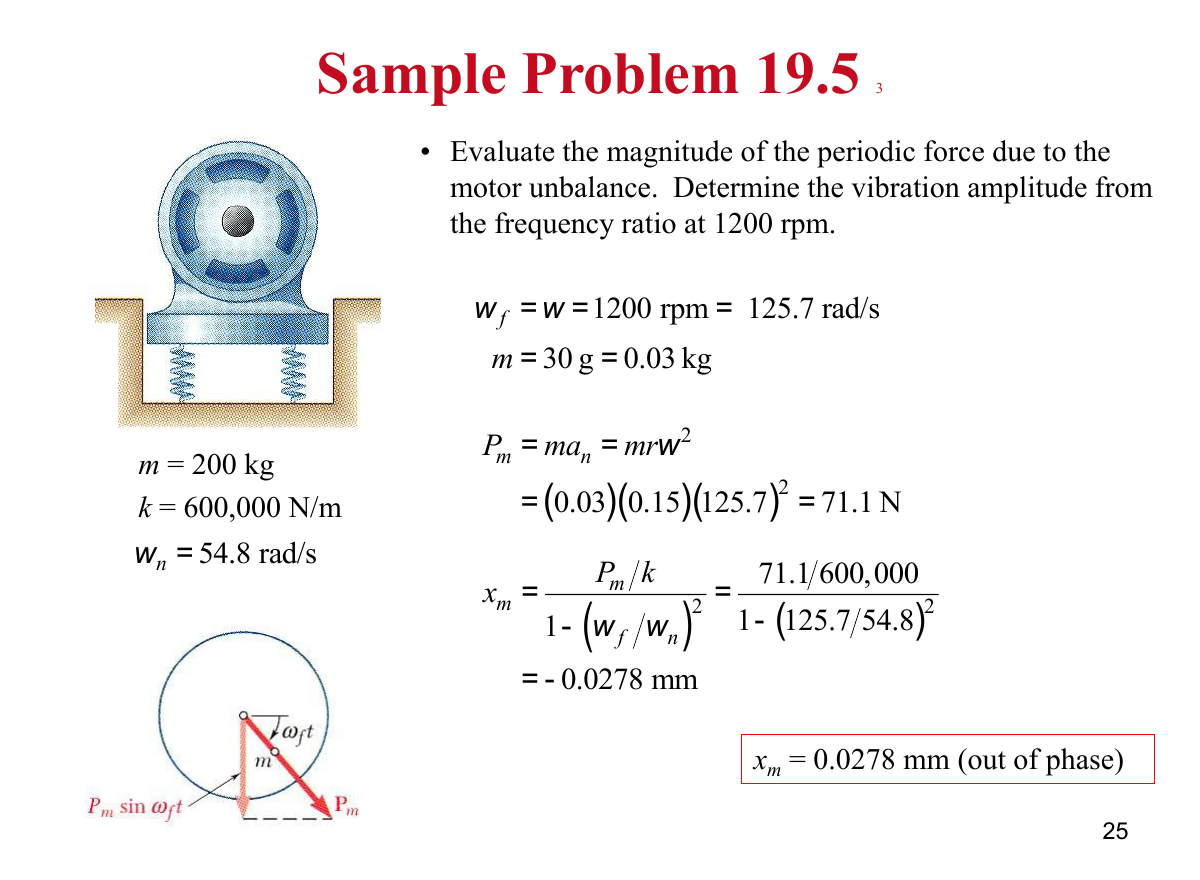 Sample Problem 19.5 3
• Evaluate the magnitude of the periodic force due to the
motor unbalance. Determine the vibration amplitude from
the frequency ratio at 1200 rpm.
w_f = w = 1200 rpm = 125.7 rad/s
m = 30 g = 0.03 kg
P_m = ma_n = mrw²
= (0.03)(0.15)(125.7)² = 71.1 N
x_m = (P_m/k) / (1 - (w_f/w_n)²) = (71.1/600,000) / (1 - (125.7/54.8)²)
= - 0.0278 mm
x_m = 0.0278 mm (out of phase)
m = 200 kg
k = 600,000 N/m
w_n = 54.8 rad/s
ω_f t
m
P_m sin ω_f t
P_m
25